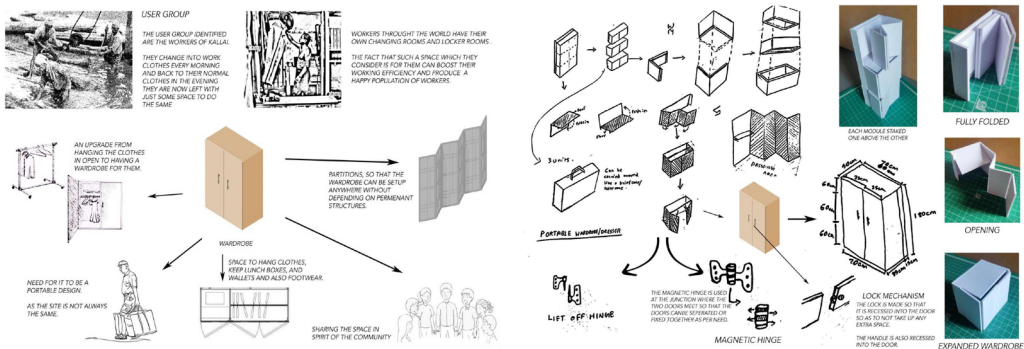 USER GROUP
THE USER GROUP IDENTIFIED
ARE THE WORKERS OF KALLAI.
THEY CHANGE INTO WORK
CLOTHES EVERY MORNING
AND BACK TO THEIR NORMAL
CLOTHES IN THE EVENING
THEY ARE NOW LEFT WITH
JUST SOME SPACE TO DO
THE SAME
WORKERS THROUGHT THE WORLD HAVE THEIR
OWN CHANGING ROOMS AND LOCKER ROOMS .
THE FACT THAT SUCH A SPACE WHICH THEY
CONSIDER IS FOR THEM CAN BOOST THEIR
WORKING EFFICIENCY AND PRODUCE A
HAPPY POPULATION OF WORKERS.
AN UPGRADE FROM
HANGING THE CLOTHES
IN OPEN TO HAVING A
WARDROBE FOR THEM.
PARTITIONS, SO THAT THE
WARDROBE CAN BE SETUP
ANYWHERE WITHOUT
DEPENDING ON PERMENANT
STRUCTURES.
WARDROBE
SPACE TO HANG CLOTHES,
KEEP LUNCH BOXES, AND
WALLETS AND ALSO FOOTWEAR.
NEED FOR IT TO BE A
PORTABLE DESIGN.
AS THE SITE IS NOT ALWAYS
THE SAME.
SHARING THE SPACE IN
SPIRIT OF THE COMMUNITY
3 units.
Can be
carried around
like a briefcase/
PORTABLE WARDROBE/DRESSER
DRESSING
AREA
LIFT OFF HINGE
THE MAGNETIC HINGE IS USED
AT THE JUNCTION WHERE THE
TWO DOORS MEET SO THAT THE
DOORS CANBE SEPERATED OR
FIXED TOGETHER AS PER NEED.
MAGNETIC HINGE
60cm
60cm
180cm
LOCK MECHANISM
THE LOCK IS MADE SO THAT
IT IS RECESSED INTO THE DOOR
SO AS TO NOT TAKE UP ANY
EXTRA SPACE.
THE HANDLE IS ALSO RECESSED
INTO THE DOOR.
EACH MODULE STAKED
ONE ABOVE THE OTHER
FULLY FOLDED
OPENING
EXPANDED WARDROBE